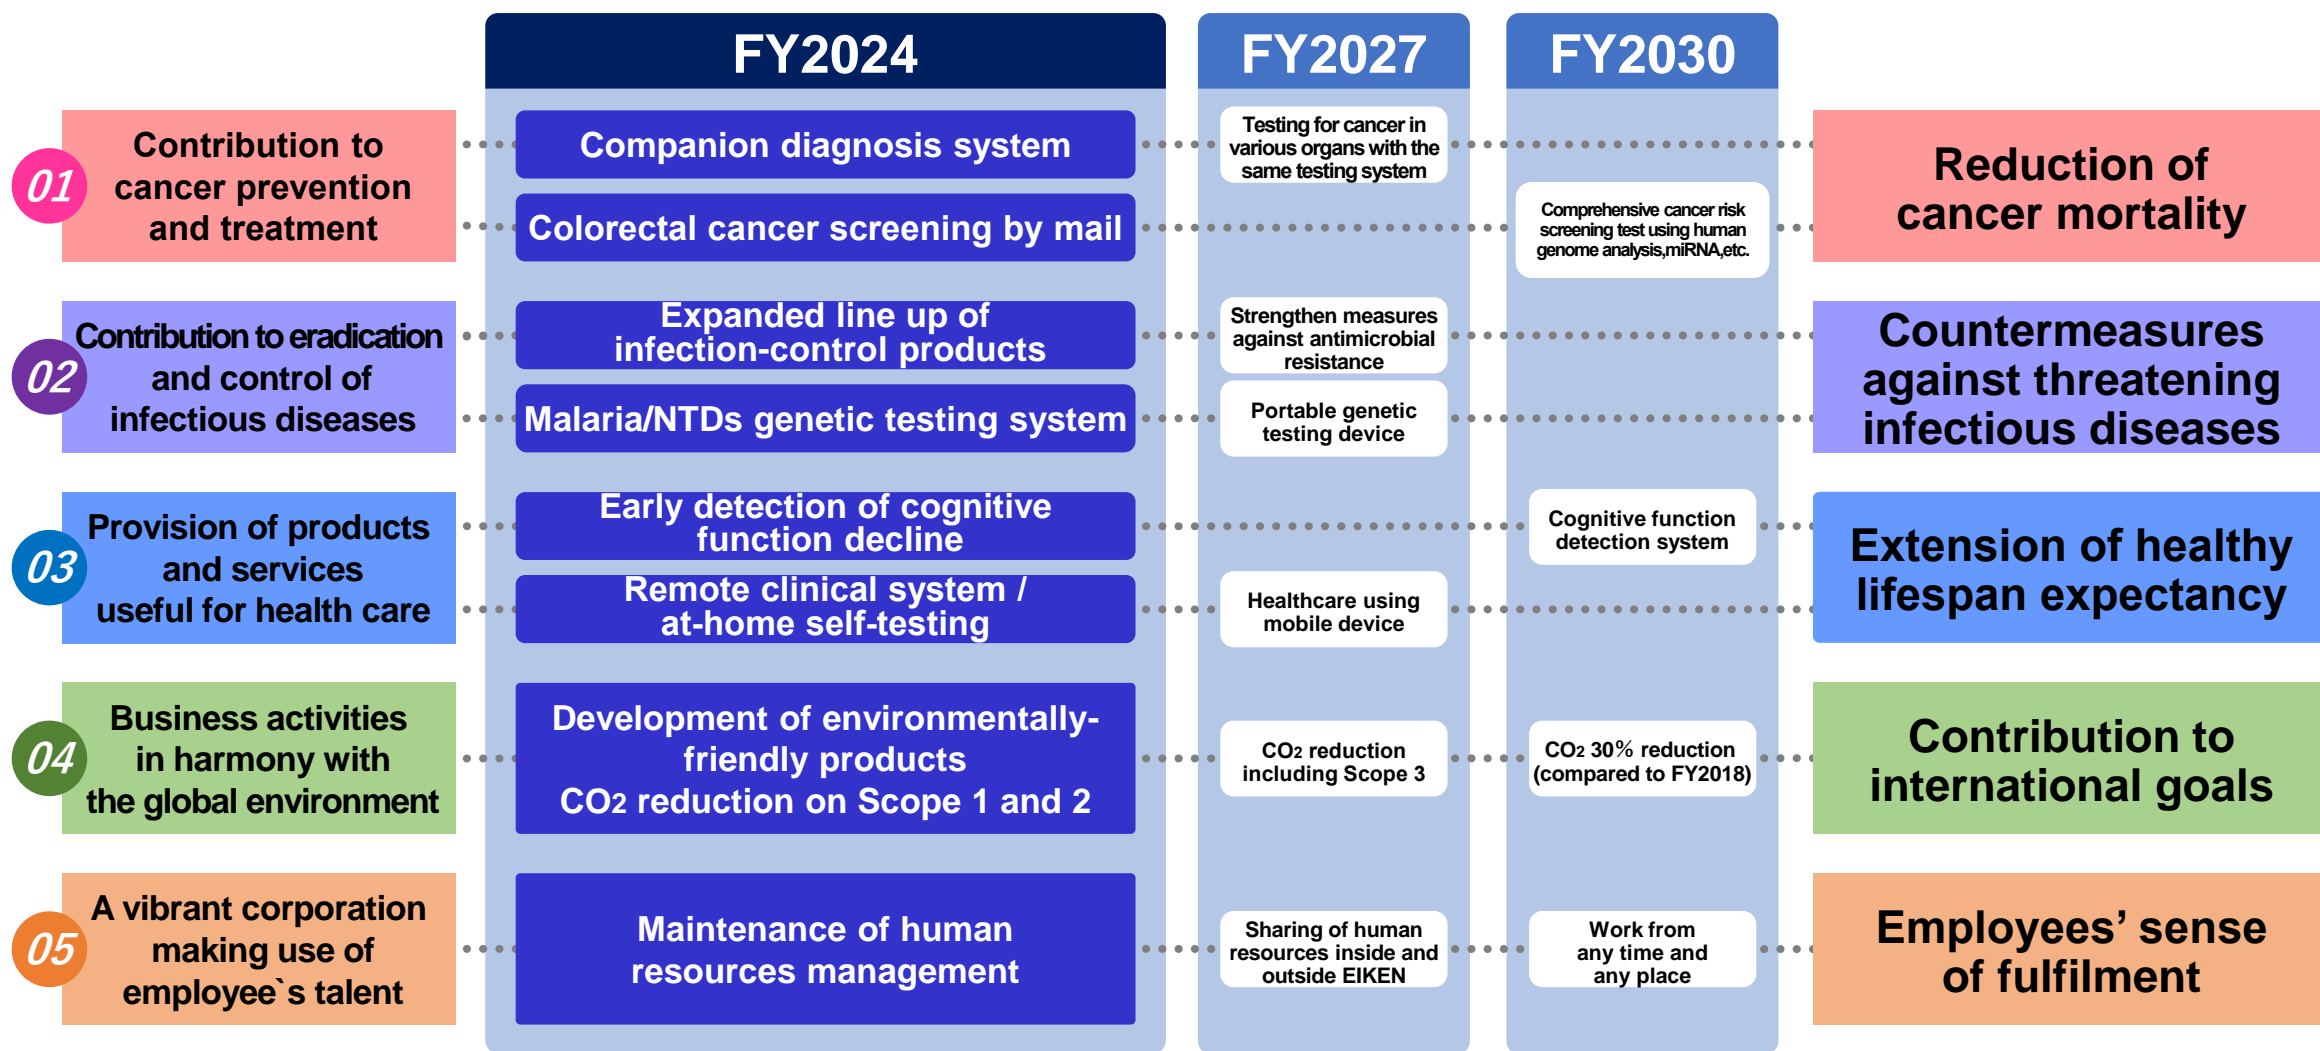 FY2024
FY2027
FY2030
01
Contribution to
cancer prevention
and treatment
Companion diagnosis system
Testing for cancer in
various organs with the
same testing system
Colorectal cancer screening by mail
Comprehensive cancer risk
screening test using human
genome analysis,miRNA,etc.
Reduction of
cancer mortality
02
Contribution to eradication
and control of
infectious diseases
Expanded line up of
infection-control products
Strengthen measures
against antimicrobial
resistance
Malaria/NTDs genetic testing system
Portable genetic
testing device
Countermeasures
against threatening
infectious diseases
03
Provision of products
and services
useful for health care
Early detection of cognitive
function decline
Cognitive function
detection system
Remote clinical system /
at-home self-testing
Healthcare using
mobile device
Extension of healthy
lifespan expectancy
04
Business activities
in harmony with
the global environment
Development of environmentally-
friendly products
CO2 reduction on Scope 1 and 2
CO2 reduction
including Scope 3
CO2 30% reduction
(compared to FY2018)
Contribution to
international goals
05
A vibrant corporation
making use of
employee`s talent
Maintenance of human
resources management
Sharing of human
resources inside and
outside EIKEN
Work from
any time and
any place
Employees’ sense
of fulfilment